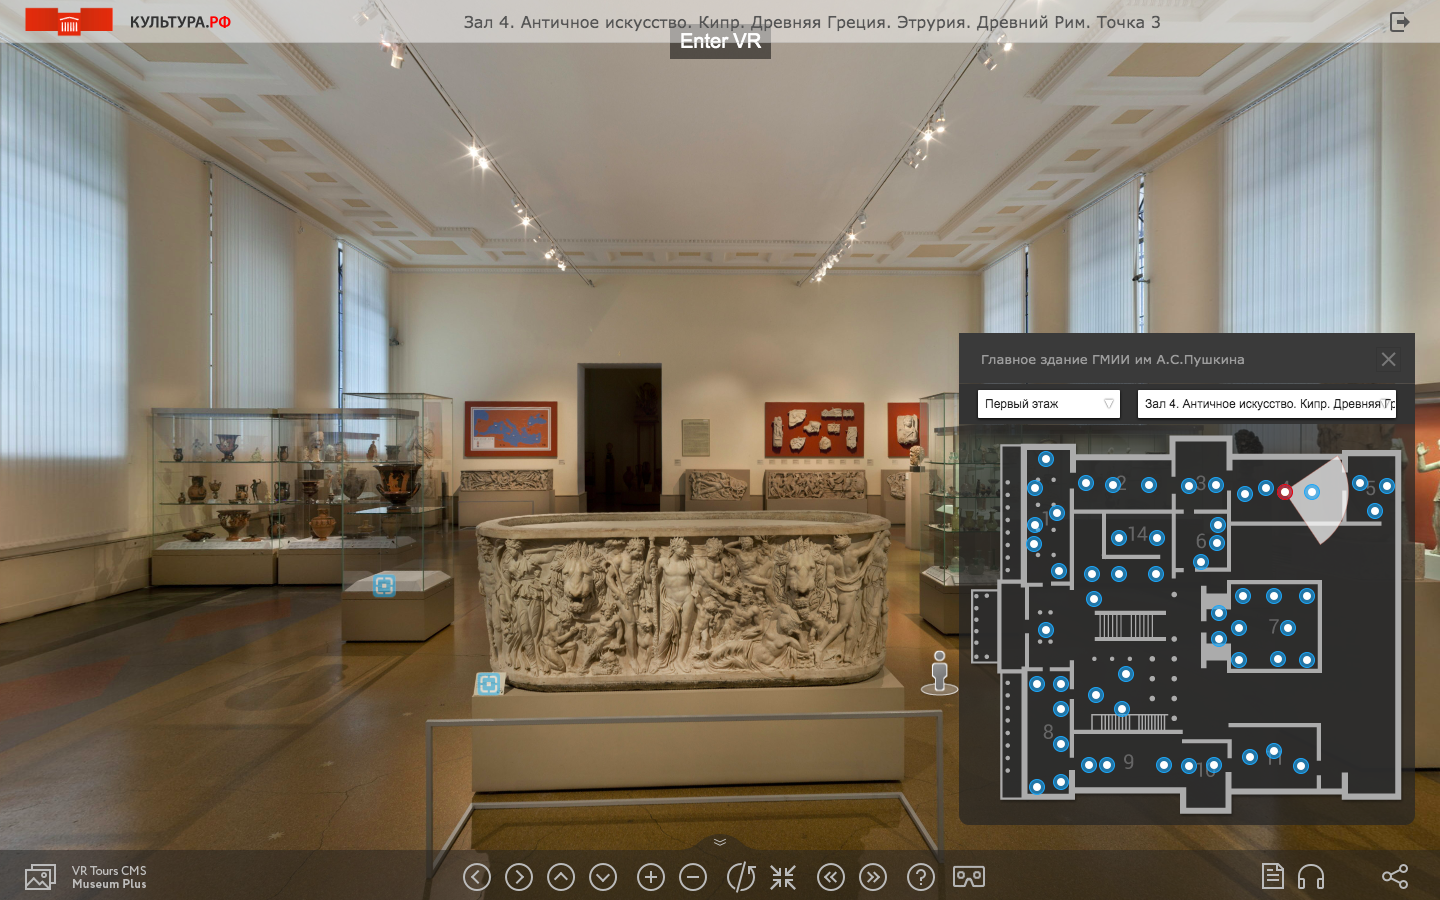 КУЛЬТУРА.РФ
Зал 4. Античное искусство. Кипр. Древняя Греция. Этрурия. Древний Рим. Точка 3
Enter VR
Главное здание ГМИИ им А.С.Пушкина
Первый этаж
Зал 4. Античное искусство. Кипр. Древняя Гр
1
2
3
5
14
6
7
8
9
10
11
VR Tours CMS
Museum Plus
?